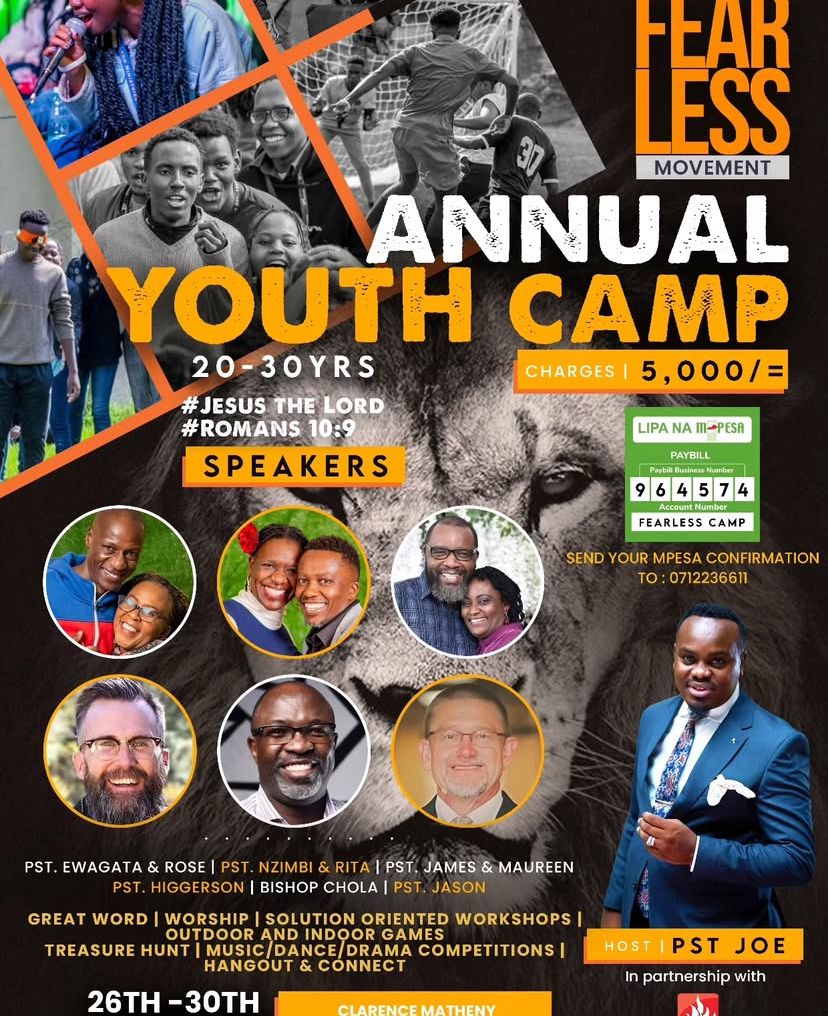 FEAR
LESS
MOVEMENT
30
ANNUAL
YOUTH CAMP
20-30YRS
CHARGES | 5,000/=
#JESUS THE LORD
#ROMANS 10:9
SPEAKERS
LIPA NA M-PESA
PAYBILL
Paybill Business Number
964574
Account Number
FEARLESS CAMP
SEND YOUR MPESA CONFIRMATION
TO : 0712236611
PST. EWAGATA & ROSE | PST. NZIMBI & RITA | PST. JAMES & MAUREEN
PST. HIGGERSON | BISHOP CHOLA | PST. JASON
GREAT WORD | WORSHIP | SOLUTION ORIENTED WORKSHOPS |
OUTDOOR AND INDOOR GAMES
TREASURE HUNT | MUSIC/DANCE/DRAMA COMPETITIONS |
HANGOUT & CONNECT
HOST | PST JOE
In partnership with
26TH -30TH
CLARENCE MATHENY